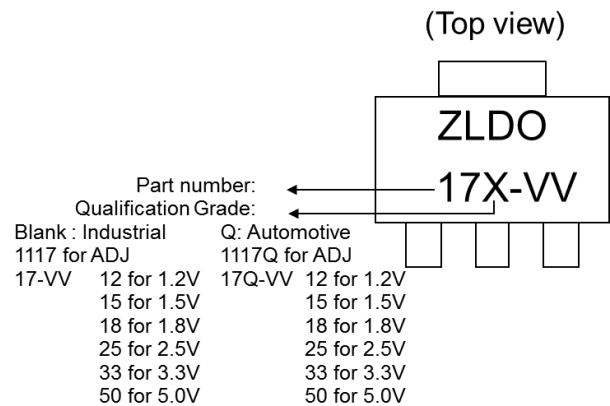 (Top view)
ZLDO
17X-VV
Part number:
Qualification Grade:
Blank : Industrial Q: Automotive
1117 for ADJ 1117Q for ADJ
17-VV 12 for 1.2V 17Q-VV 12 for 1.2V
15 for 1.5V 15 for 1.5V
18 for 1.8V 18 for 1.8V
25 for 2.5V 25 for 2.5V
33 for 3.3V 33 for 3.3V
50 for 5.0V 50 for 5.0V